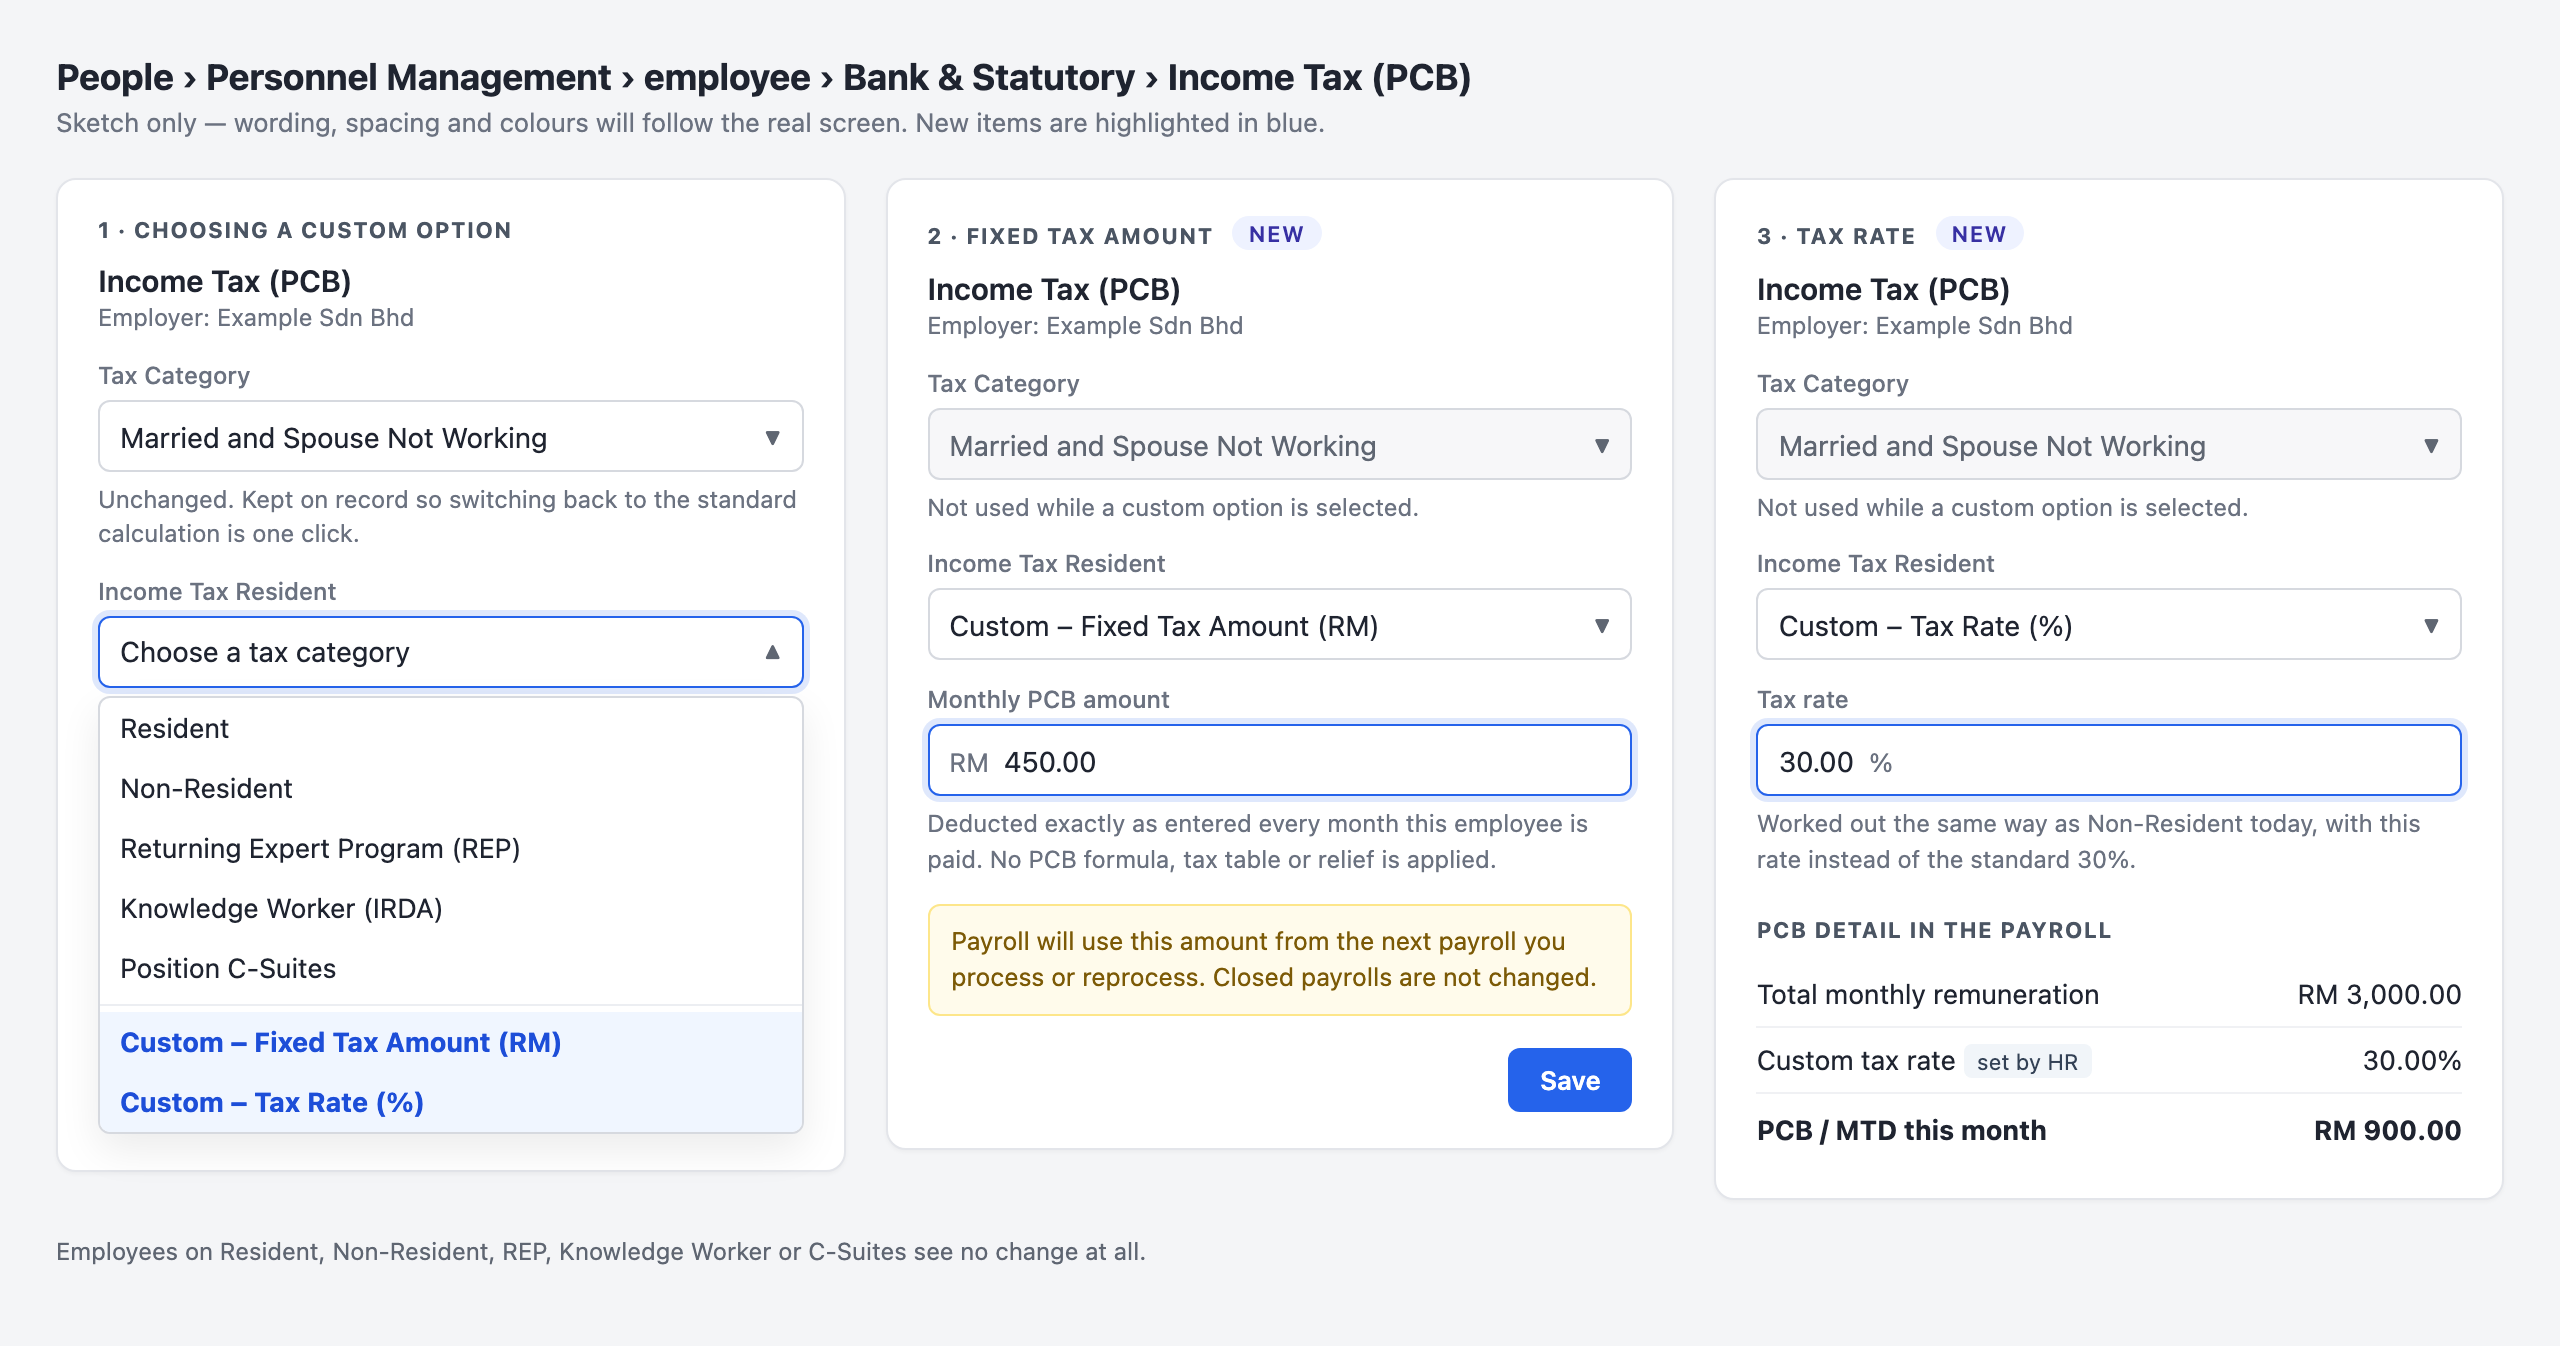 People › Personnel Management › employee › Bank & Statutory › Income Tax (PCB)
Sketch only — wording, spacing and colours will follow the real screen. New items are highlighted in blue.
1 · CHOOSING A CUSTOM OPTION
Income Tax (PCB)
Employer: Example Sdn Bhd
Tax Category
Married and Spouse Not Working ▼
Unchanged. Kept on record so switching back to the standard
calculation is one click.
Income Tax Resident
Choose a tax category ▲
Resident
Non-Resident
Returning Expert Program (REP)
Knowledge Worker (IRDA)
Position C-Suites
Custom – Fixed Tax Amount (RM)
Custom – Tax Rate (%)
2 · FIXED TAX AMOUNT NEW
Income Tax (PCB)
Employer: Example Sdn Bhd
Tax Category
Married and Spouse Not Working ▼
Not used while a custom option is selected.
Income Tax Resident
Custom – Fixed Tax Amount (RM) ▼
Monthly PCB amount
RM 450.00
Deducted exactly as entered every month this employee is
paid. No PCB formula, tax table or relief is applied.
Payroll will use this amount from the next payroll you
process or reprocess. Closed payrolls are not changed.
Save
3 · TAX RATE NEW
Income Tax (PCB)
Employer: Example Sdn Bhd
Tax Category
Married and Spouse Not Working ▼
Not used while a custom option is selected.
Income Tax Resident
Custom – Tax Rate (%) ▼
Tax rate
30.00 %
Worked out the same way as Non-Resident today, with this
rate instead of the standard 30%.
PCB DETAIL IN THE PAYROLL
Total monthly remuneration RM 3,000.00
Custom tax rate set by HR 30.00%
PCB / MTD this month RM 900.00
Employees on Resident, Non-Resident, REP, Knowledge Worker or C-Suites see no change at all.